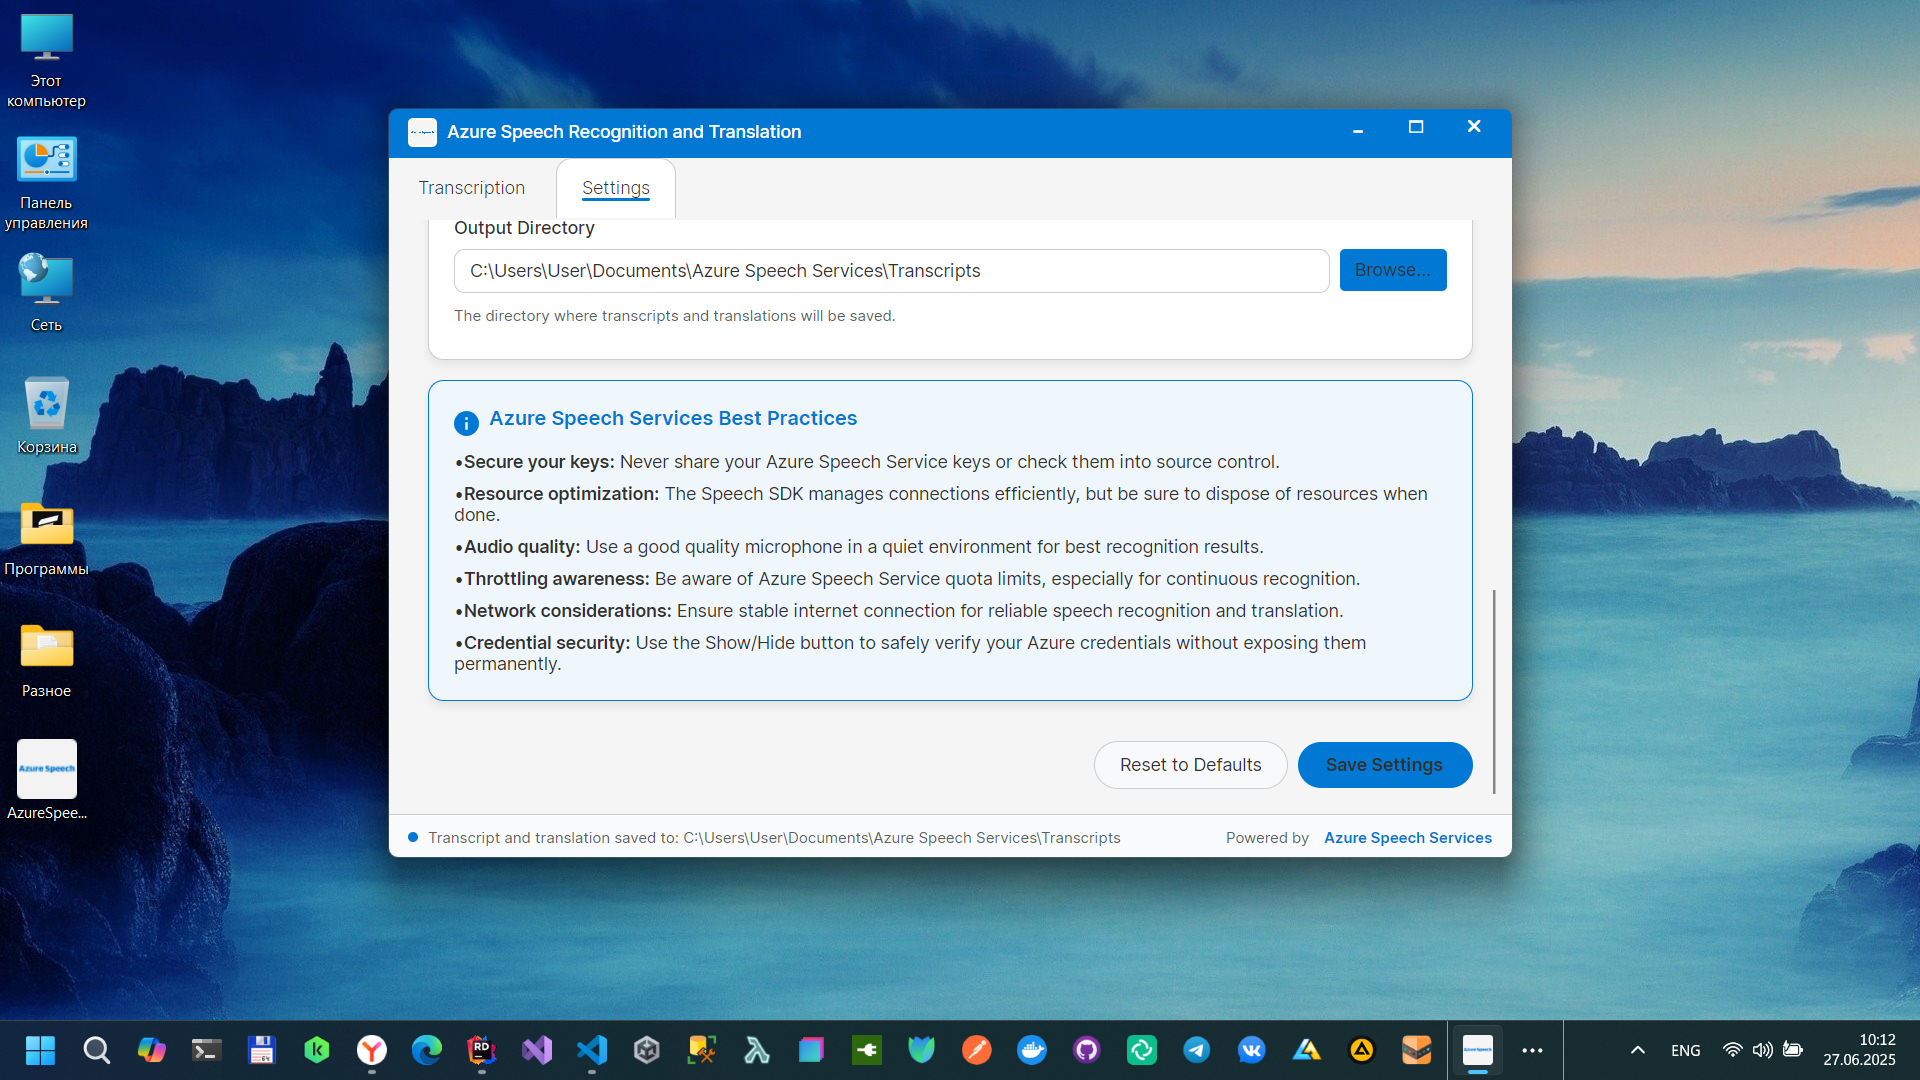 Этот
компьютер
Панель
управления
Сеть
Корзина
Программы
Разное
Azure Speech
AzureSpee...
Azure Speech Recognition and Translation
Transcription
Settings
Output Directory
C:\Users\User\Documents\Azure Speech Services\Transcripts
Browse...
The directory where transcripts and translations will be saved.
Azure Speech Services Best Practices
•Secure your keys: Never share your Azure Speech Service keys or check them into source control.
•Resource optimization: The Speech SDK manages connections efficiently, but be sure to dispose of resources when
done.
•Audio quality: Use a good quality microphone in a quiet environment for best recognition results.
•Throttling awareness: Be aware of Azure Speech Service quota limits, especially for continuous recognition.
•Network considerations: Ensure stable internet connection for reliable speech recognition and translation.
•Credential security: Use the Show/Hide button to safely verify your Azure credentials without exposing them
permanently.
Reset to Defaults
Save Settings
Transcript and translation saved to: C:\Users\User\Documents\Azure Speech Services\Transcripts
Powered by
Azure Speech Services
64
k
Y
RD
ENG
10:12
27.06.2025